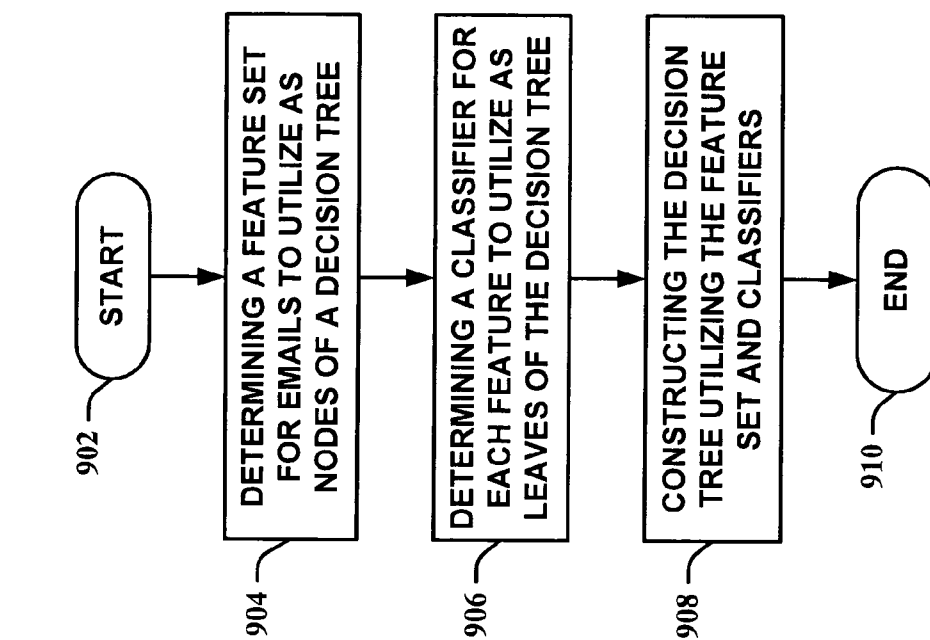 902
START
904
DETERMINING A FEATURE SET
FOR EMAILS TO UTILIZE AS
NODES OF A DECISION TREE
906
DETERMINING A CLASSIFIER FOR
EACH FEATURE TO UTILIZE AS
LEAVES OF THE DECISION TREE
908
CONSTRUCTING THE DECISION
TREE UTILIZING THE FEATURE
SET AND CLASSIFIERS
910
END